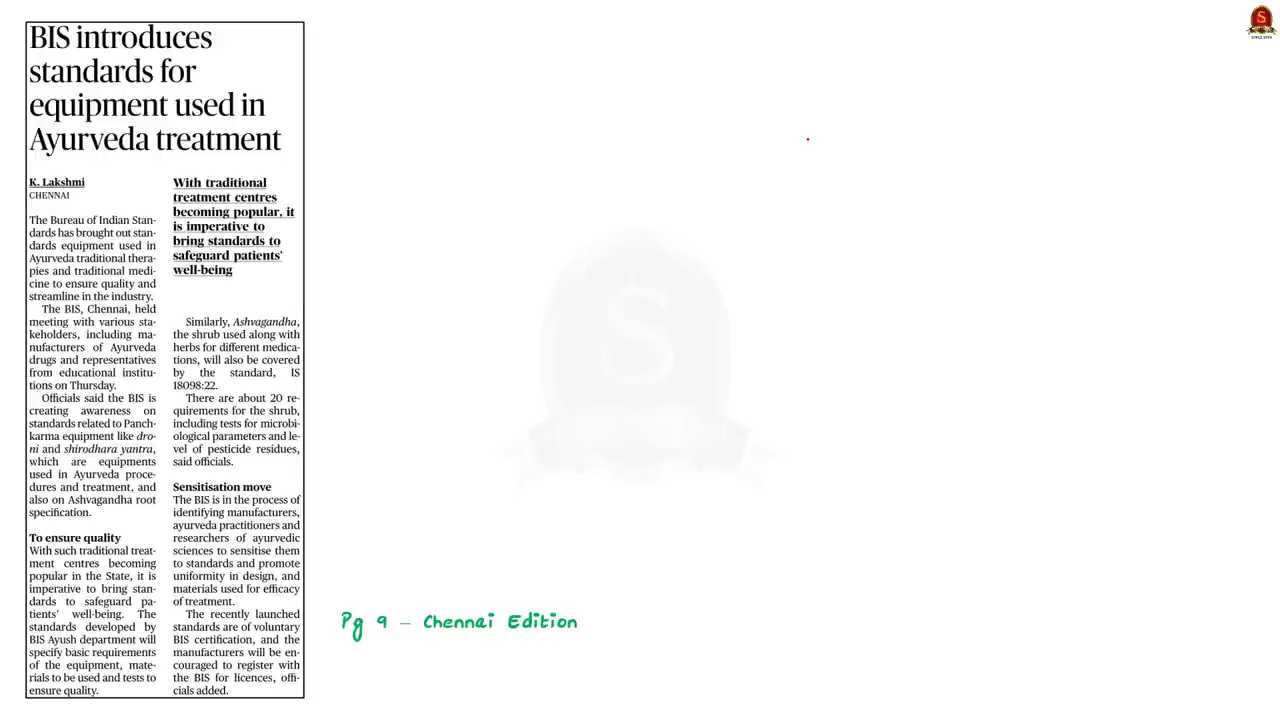 BIS introduces
standards for
equipment used in
Ayurveda treatment
K. Lakshmi
CHENNAI
The Bureau of Indian Stan-
dards has brought out stan-
dards equipment used in
Ayurveda traditional thera-
pies and traditional medi-
cine to ensure quality and
streamline in the industry.
The BIS, Chennai, held
meeting with various sta-
keholders, including ma-
nufacturers of Ayurveda
drugs and representatives
from educational institu-
tions on Thursday.
Officials said the BIS is
creating awareness on
standards related to Panch-
karma equipment like dro-
ni and shirodhara yantra,
which are equipments
used in Ayurveda proce-
dures and treatment, and
also on Ashvagandha root
specification.
To ensure quality
With such traditional treat-
ment centres becoming
popular in the State, it is
imperative to bring stan-
dards to safeguard pa-
tients' well-being. The
standards developed by
BIS Ayush department will
specify basic requirements
of the equipment, mate-
rials to be used and tests to
ensure quality.
With traditional
treatment centres
becoming popular, it
is imperative to
bring standards to
safeguard patients'
well-being
Similarly, Ashvagandha,
the shrub used along with
herbs for different medica-
tions, will also be covered
by the standard, IS
18098:22.
There are about 20 re-
quirements for the shrub,
including tests for microbi-
ological parameters and le-
vel of pesticide residues,
said officials.
Sensitisation move
The BIS is in the process of
identifying manufacturers,
ayurveda practitioners and
researchers of ayurvedic
sciences to sensitise them
to standards and promote
uniformity in design, and
materials used for efficacy
of treatment.
The recently launched
standards are of voluntary
BIS certification, and the
manufacturers will be en-
couraged to register with
the BIS for licences, offi-
cials added.
Pg 9 - Chennai Edition
S
S